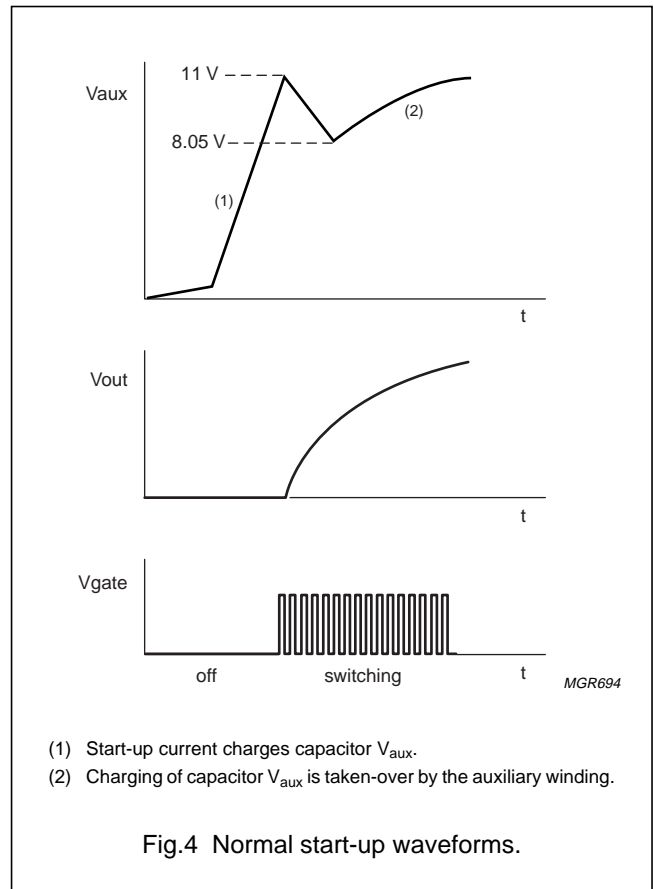 11 V
Vaux
(2)
8.05 V
(1)
t
Vout
t
Vgate
off switching t
MGR694
(1) Start-up current charges capacitor Vaux.
(2) Charging of capacitor Vaux is taken-over by the auxiliary winding.
Fig.4 Normal start-up waveforms.